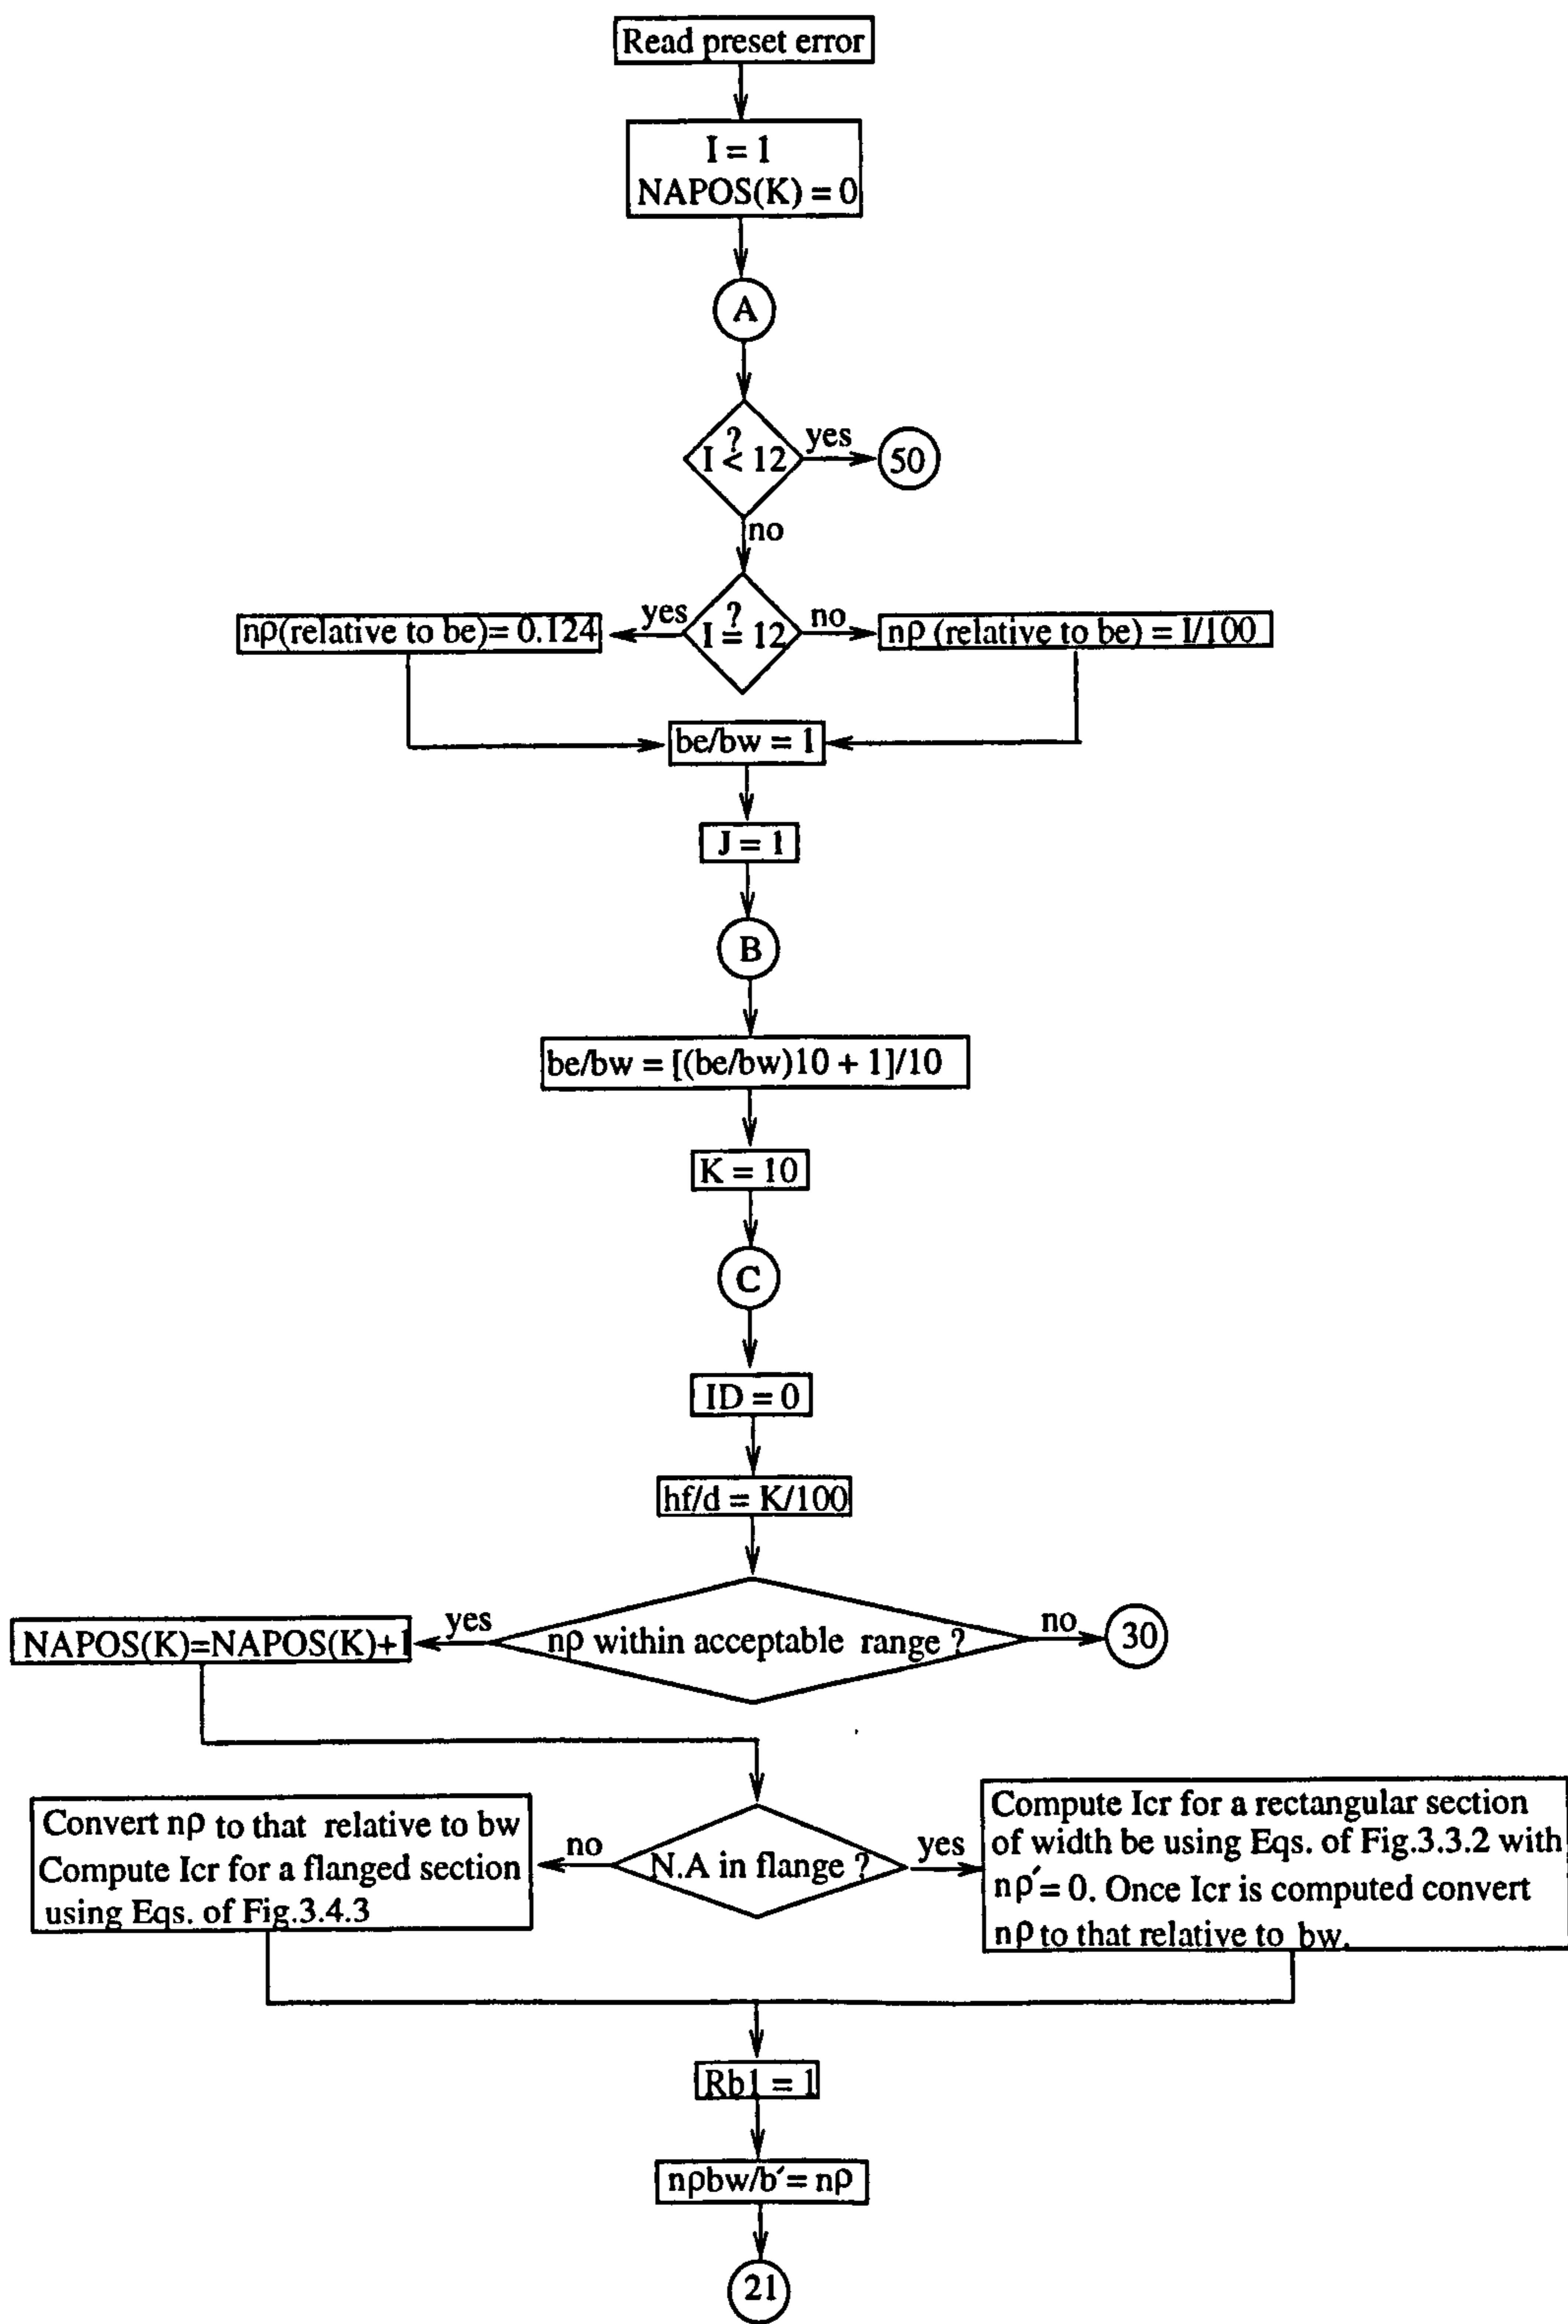 Read preset error
I = 1
NAPOS(K) = 0
A
?
I < 12
yes
50
no
nρ(relative to be)= 0.124
yes
?
I = 12
no
nρ (relative to be) = I/100
be/bw = 1
J = 1
B
be/bw = [(be/bw)10 + 1]/10
K = 10
C
ID = 0
hf/d = K/100
NAPOS(K)=NAPOS(K)+1
yes
nρ within acceptable range ?
no
30
Convert nρ to that relative to bw
Compute Icr for a flanged section
using Eqs. of Fig.3.4.3
no
N.A in flange ?
yes
Compute Icr for a rectangular section
of width be using Eqs. of Fig.3.3.2 with
nρ′= 0. Once Icr is computed convert
nρ to that relative to bw.
Rb1 = 1
nρbw/b′= nρ
21